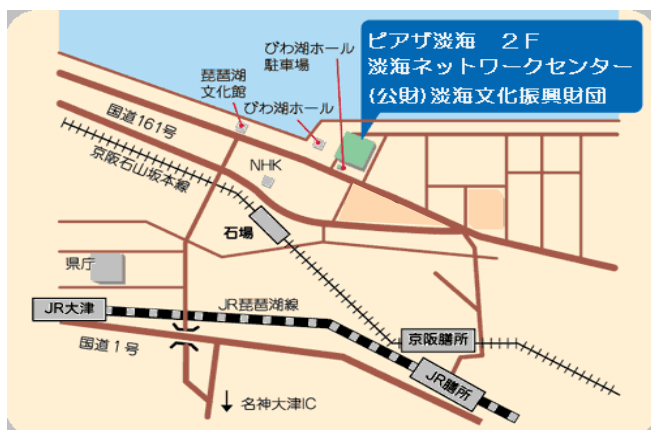 ピアザ淡海　２Ｆ
淡海ネットワークセンター
(公財)淡海文化振興財団
びわ湖ホール
駐車場
琵琶湖
文化館
びわ湖ホール
国道161号
京阪石山坂本線
NHK
石場
県庁
JR大津
JR琵琶湖線
国道１号
京阪膳所
JR膳所
↓ 名神大津IC